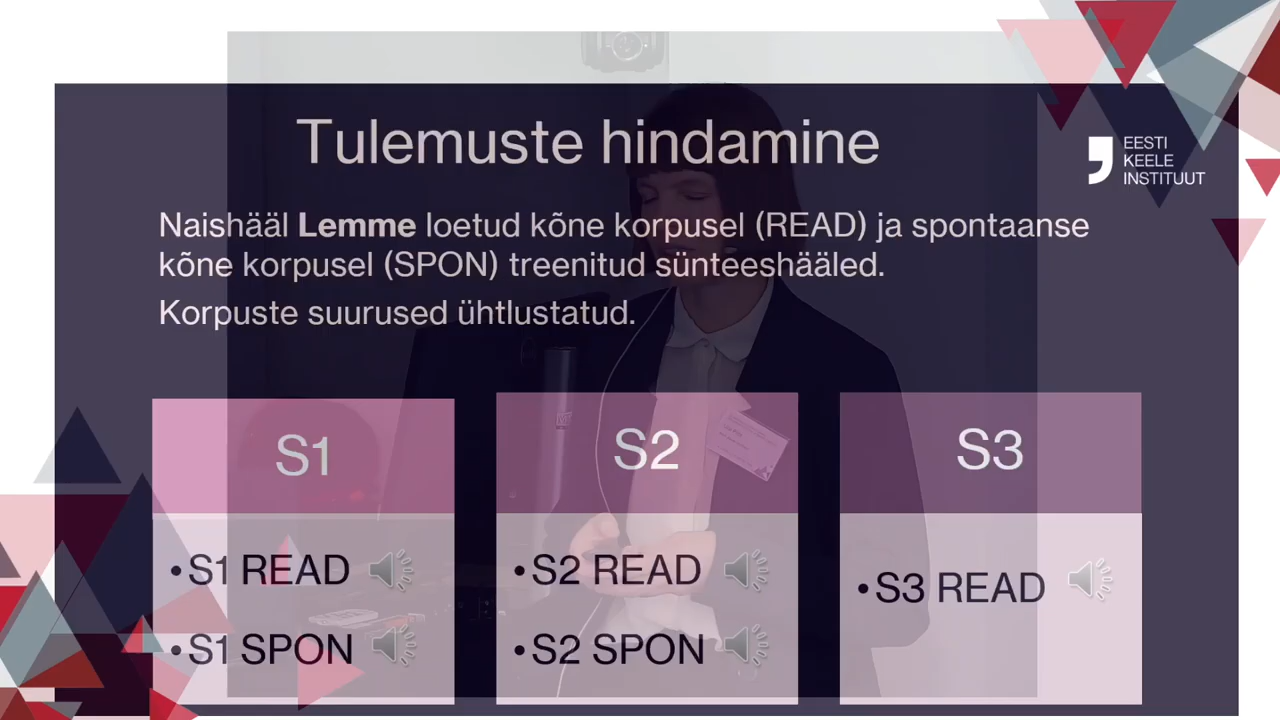 Tulemuste hindamine
EESTI
KEELE
INSTITUUT
Naishääl Lemme loetud kõne korpusel (READ) ja spontaanse
kõne korpusel (SPON) treenitud sünteeshääled.
Korpuste suurused ühtlustatud.
S1
•S1 READ
•S1 SPON
S2
•S2 READ
•S2 SPON
S3
•S3 READ